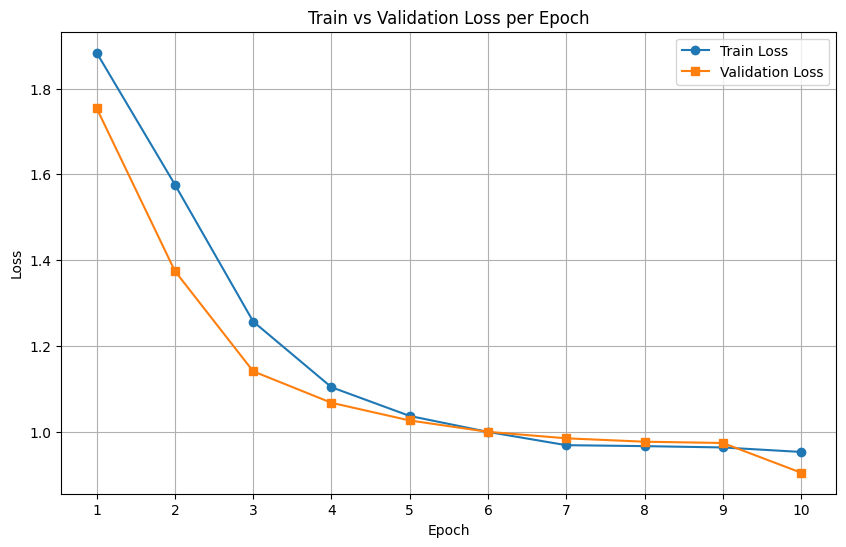 Train vs Validation Loss per Epoch
Train Loss
Validation Loss
Loss
1.8
1.6
1.4
1.2
1.0
1 2 3 4 5 6 7 8 9 10
Epoch